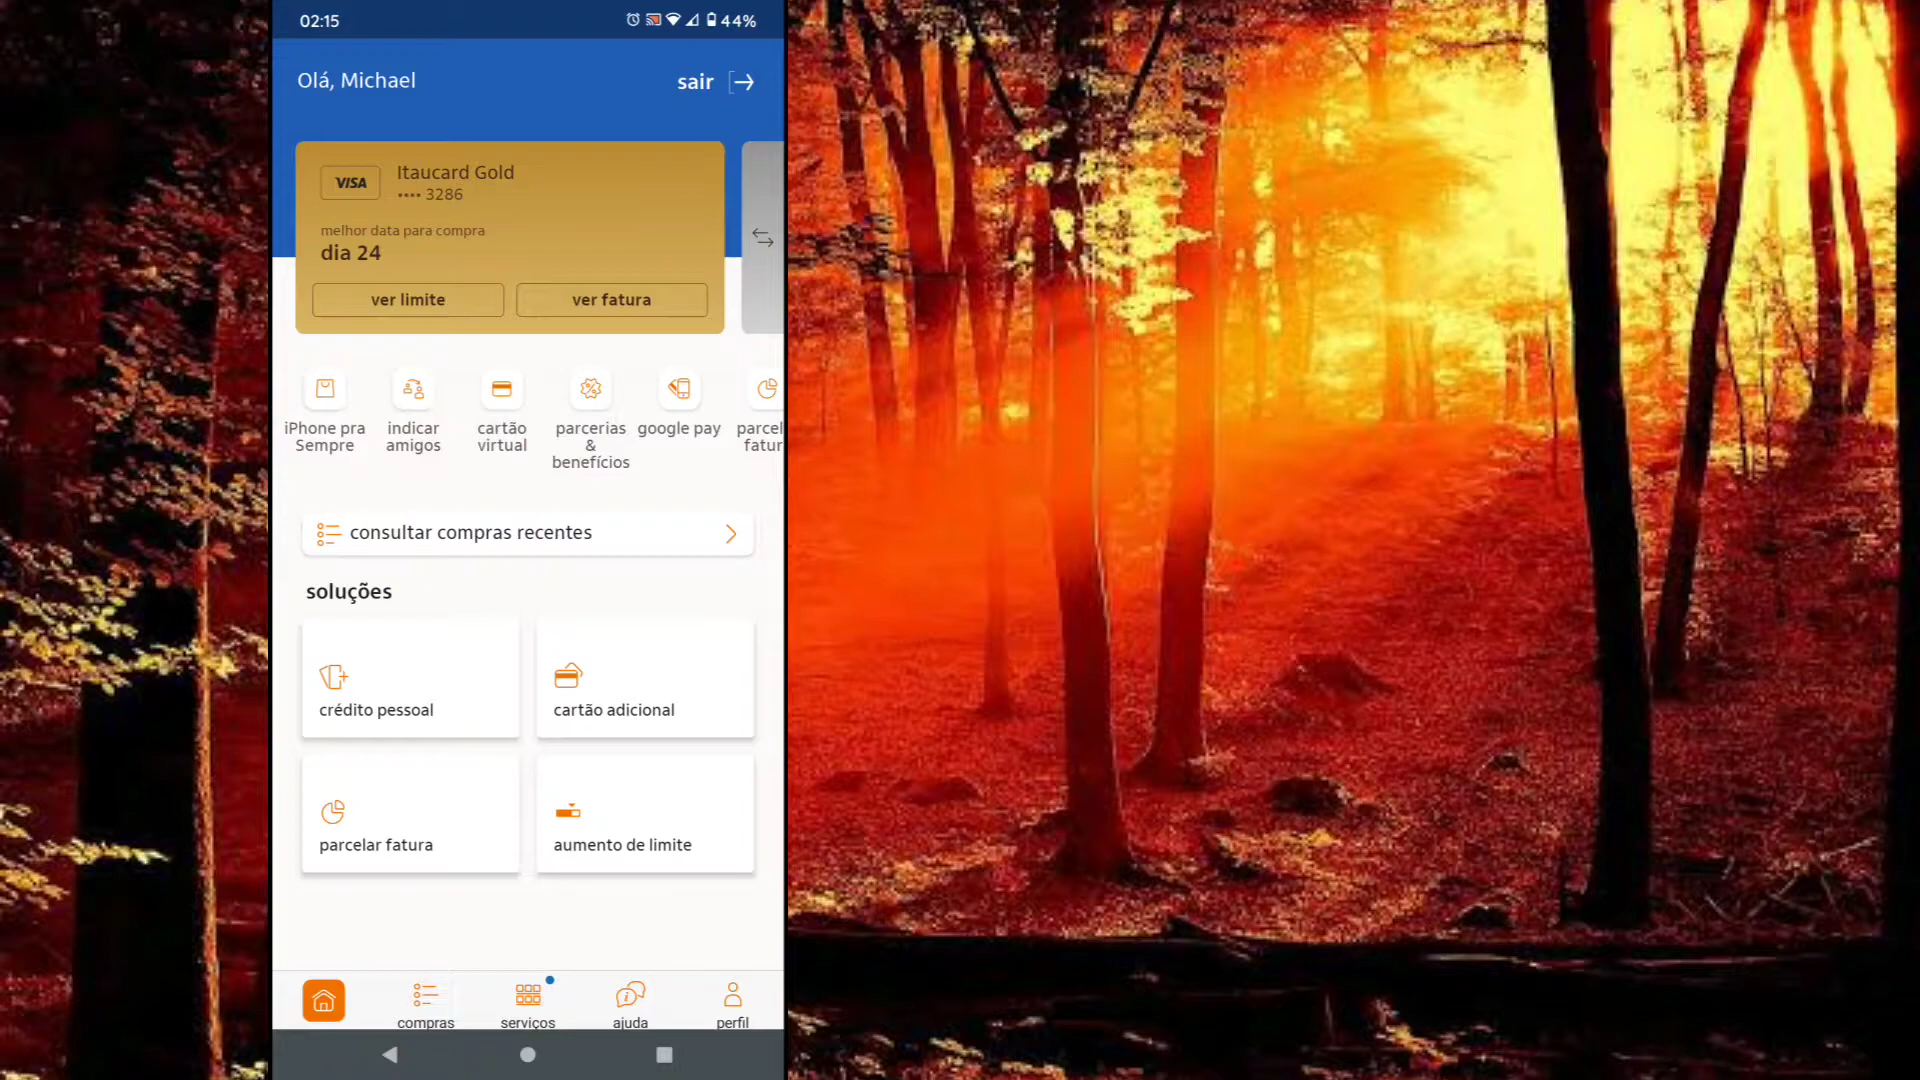 02:15
44%
Olá, Michael
sair
VISA
Itaucard Gold
•••• 3286
melhor data para compra
dia 24
ver limite
ver fatura
iPhone pra
Sempre
indicar
amigos
cartão
virtual
parcerias
&
benefícios
google pay
parcel
fatur
consultar compras recentes
soluções
crédito pessoal
cartão adicional
parcelar fatura
aumento de limite
compras
serviços
ajuda
perfil